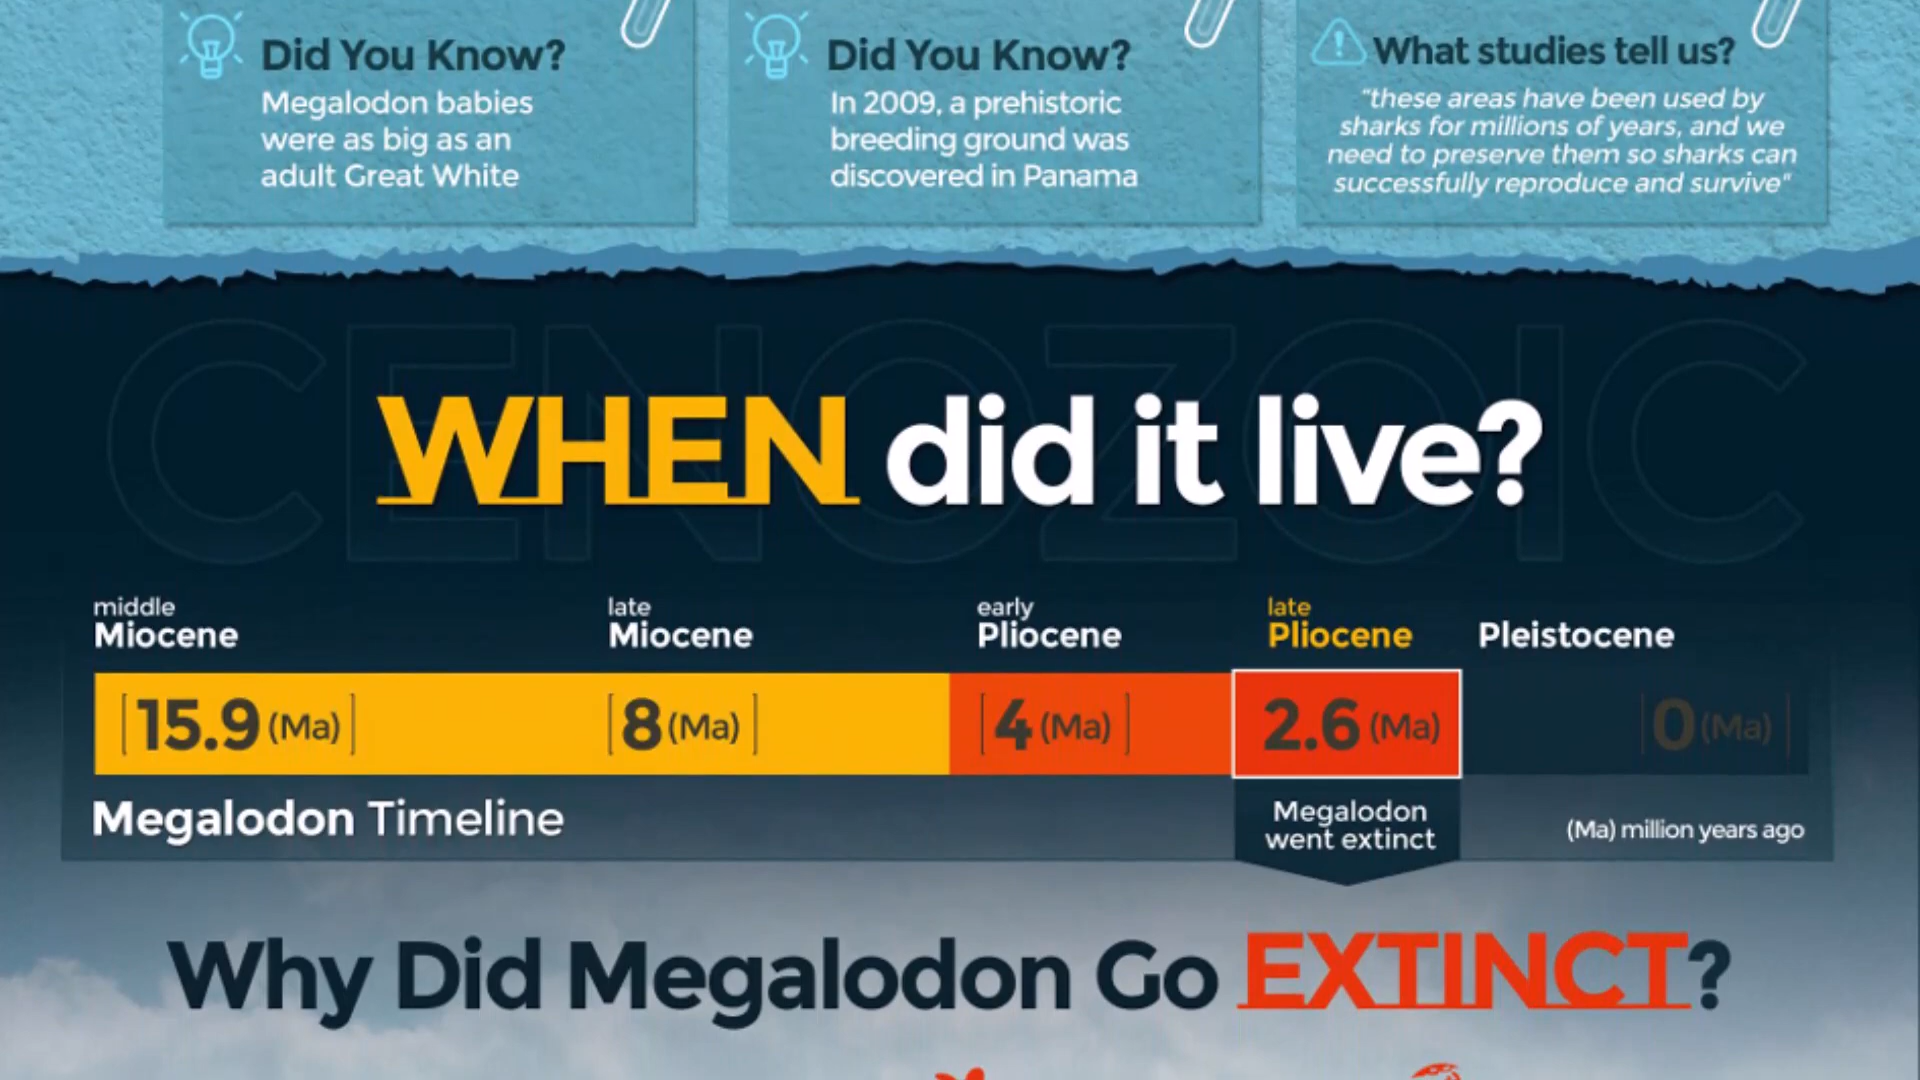 Did You Know?
Megalodon babies
were as big as an
adult Great White
Did You Know?
In 2009, a prehistoric
breeding ground was
discovered in Panama
What studies tell us?
"these areas have been used by
sharks for millions of years, and we
need to preserve them so sharks can
successfully reproduce and survive"
CENOZOIC
WHEN did it live?
middle
Miocene
late
Miocene
early
Pliocene
late
Pliocene
Pleistocene
[15.9 (Ma)]
[8 (Ma)]
[4 (Ma)]
2.6 (Ma)
[0 (Ma)]
Megalodon Timeline
Megalodon
went extinct
(Ma) million years ago
Why Did Megalodon Go EXTINCT?